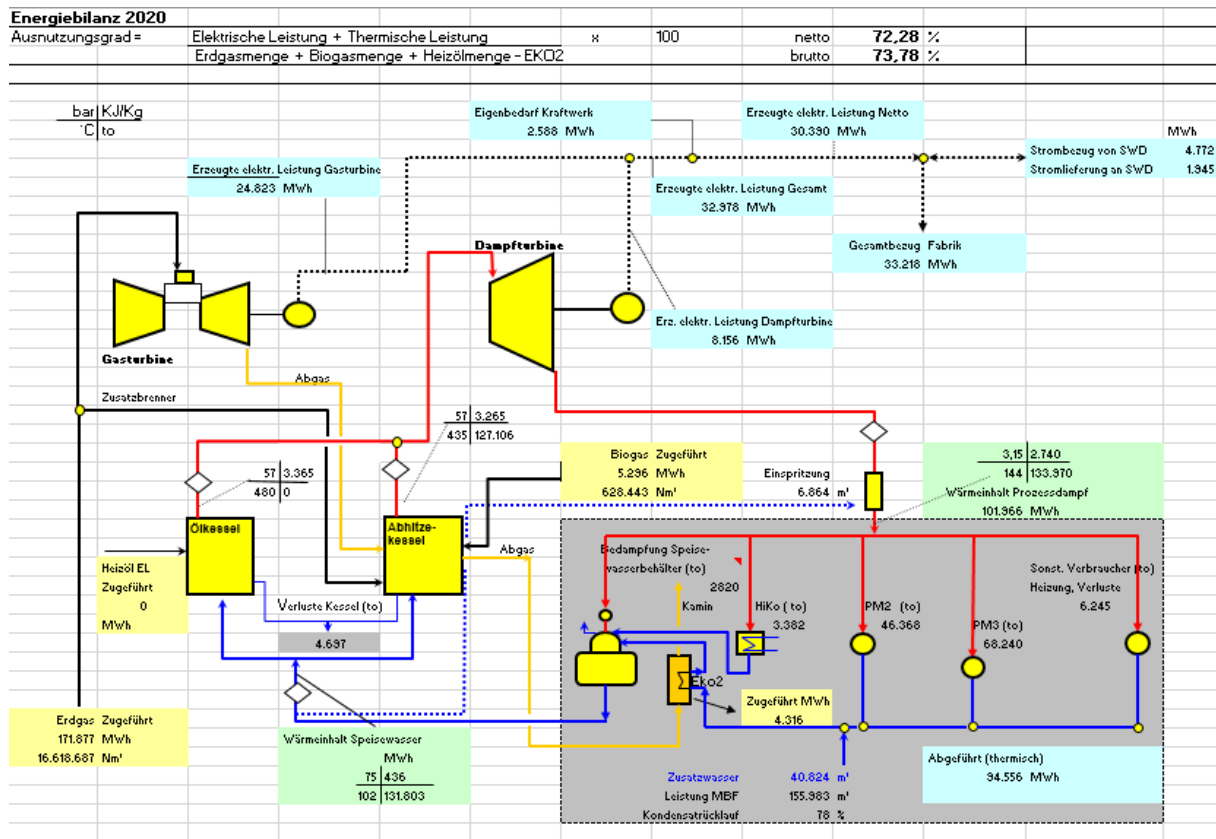 Energiebilanz 2020
Ausnutzungsgrad = Elektrische Leistung + Thermische Leistung x 100 netto 72,28 %
Erdgasmenge + Biogasmenge + Heizölmenge - EKO2 brutto 73,78 %
bar KJ/Kg
°C to
Eigenbedarf Kraftwerk
2.588 MWh
Erzeugte elektr. Leistung Netto
30.390 MWh
MWh
Strombezug von SWD 4.772
Stromlieferung an SWD 1.945
Erzeugte elektr. Leistung Gasturbine
24.823 MWh
Erzeugte elektr. Leistung Gesamt
32.978 MWh
Gesamtbezug Fabrik
33.218 MWh
Dampfturbine
Erz. elektr. Leistung Dampfturbine
8.156 MWh
Gasturbine
Abgas
Zusatzbrenner
57 3.265
435 127.106
57 3.365
480 0
Biogas Zugeführt
5.296 MWh
628.443 Nm³
Einspritzung
6.864 m³
3,15 2.740
144 133.970
Wärmeinhalt Prozessdampf
101.966 MWh
Ölkessel
Abhitze-
kessel
Abgas
Heizöl EL
Zugeführt
0
MWh
Verluste Kessel (to)
4.697
Bedampfung Speise-
wasserbehälter (to)
2820
Kamin
HiKo ( to)
3.382
PM2 (to)
46.368
PM3 (to)
68.240
Sonst. Verbraucher (to)
Heizung, Verluste
6.245
Eko2
Zugeführt MWh
4.316
Erdgas Zugeführt
171.877 MWh
16.618.687 Nm³
Wärmeinhalt Speisewasser
MWh
75 436
102 131.803
Abgeführt (thermisch)
94.556 MWh
Zusatzwasser 40.824 m³
Leistung MBF 155.983 m³
Kondensatrücklauf 78 %